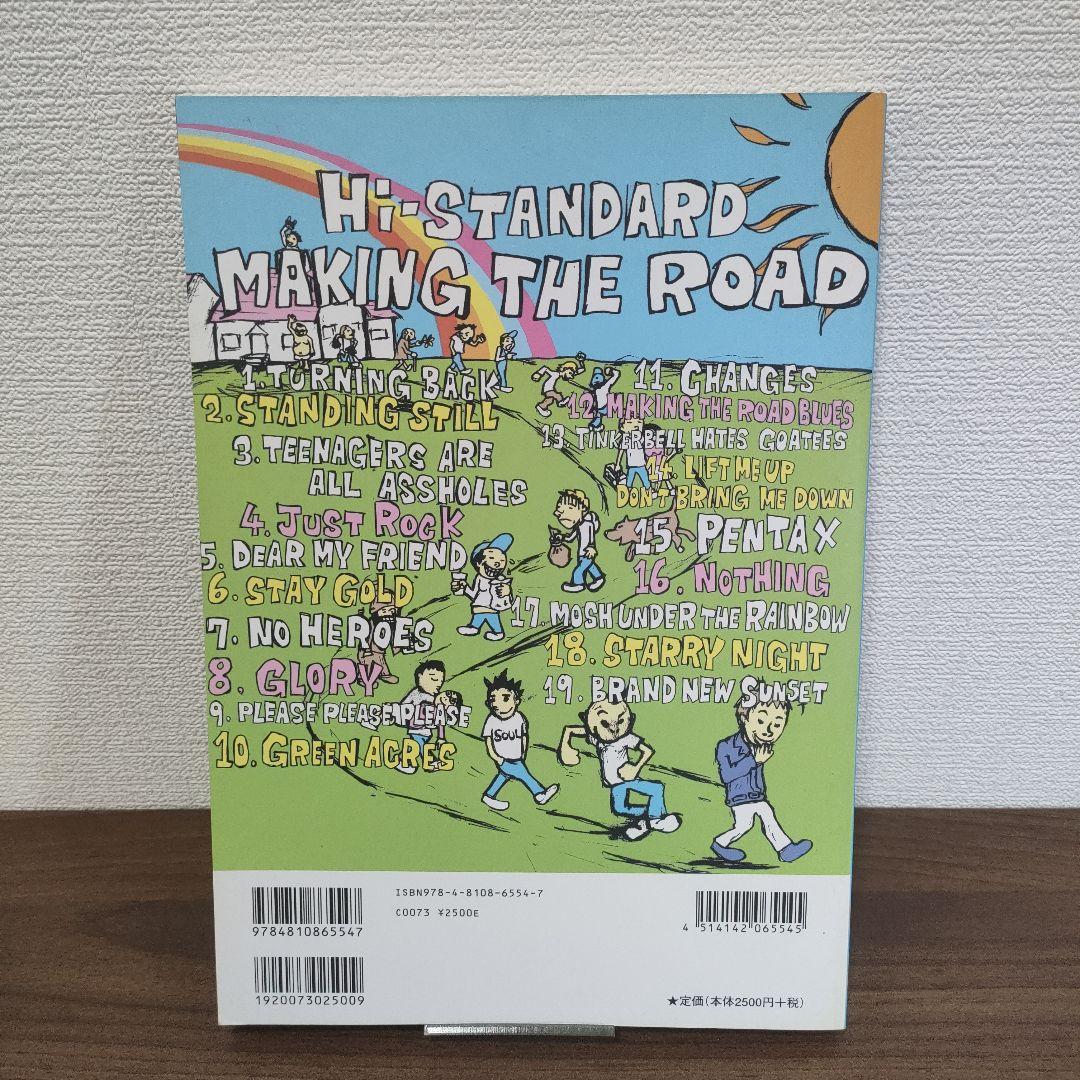 Hi-STANDARD
MAKING THE ROAD
1. TURNING BACK
2. STANDING STILL
3. TEENAGERS ARE
ALL ASSHOLES
4. JUST ROCK
5. DEAR MY FRIEND
6. STAY GOLD
7. NO HEROES
8. GLORY
9. PLEASE PLEASE PLEASE
10. GREEN ACRES
11. CHANGES
12. MAKING THE ROAD BLUES
13. TINKERBELL HATES GOATEES
14. LIFT ME UP
DON'T BRING ME DOWN
15. PENTAX
16. NOTHING
17. MOSH UNDER THE RAINBOW
18. STARRY NIGHT
19. BRAND NEW SUNSET
SOUL
ISBN978-4-8108-6554-7
C0073 ¥2500E
9784810865547
4 514142 065545
1920073025009
★定価(本体2500円+税)